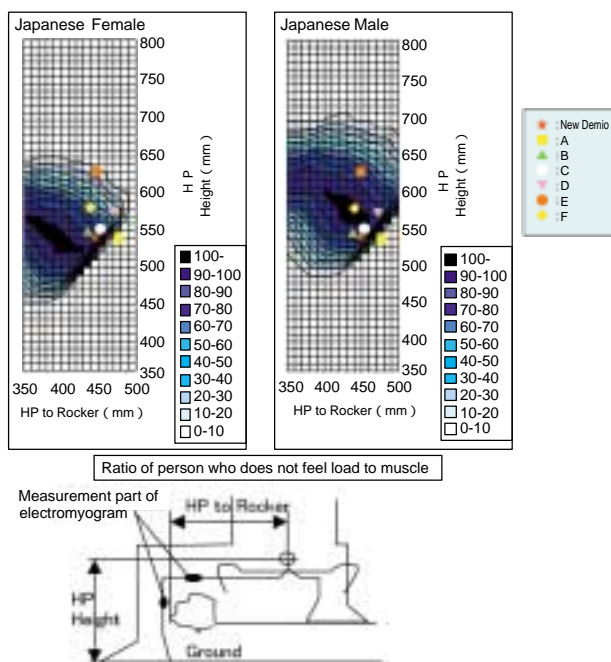 Japanese Female
800
750
700
650
600
550
500
450
400
350
HP
Height ( mm )
350 400 450 500
HP to Rocker ( mm )
100-
90-100
80-90
70-80
60-70
50-60
40-50
30-40
20-30
10-20
0-10
Japanese Male
800
750
700
650
600
550
500
450
400
350
HP
Height ( mm )
350 400 450 500
HP to Rocker ( mm )
100-
90-100
80-90
70-80
60-70
50-60
40-50
30-40
20-30
10-20
0-10
: New Demio
: A
: B
: C
: D
: E
: F
Ratio of person who does not feel load to muscle
Measurement part of
electromyogram
HP to Rocker
HP
Height
Ground